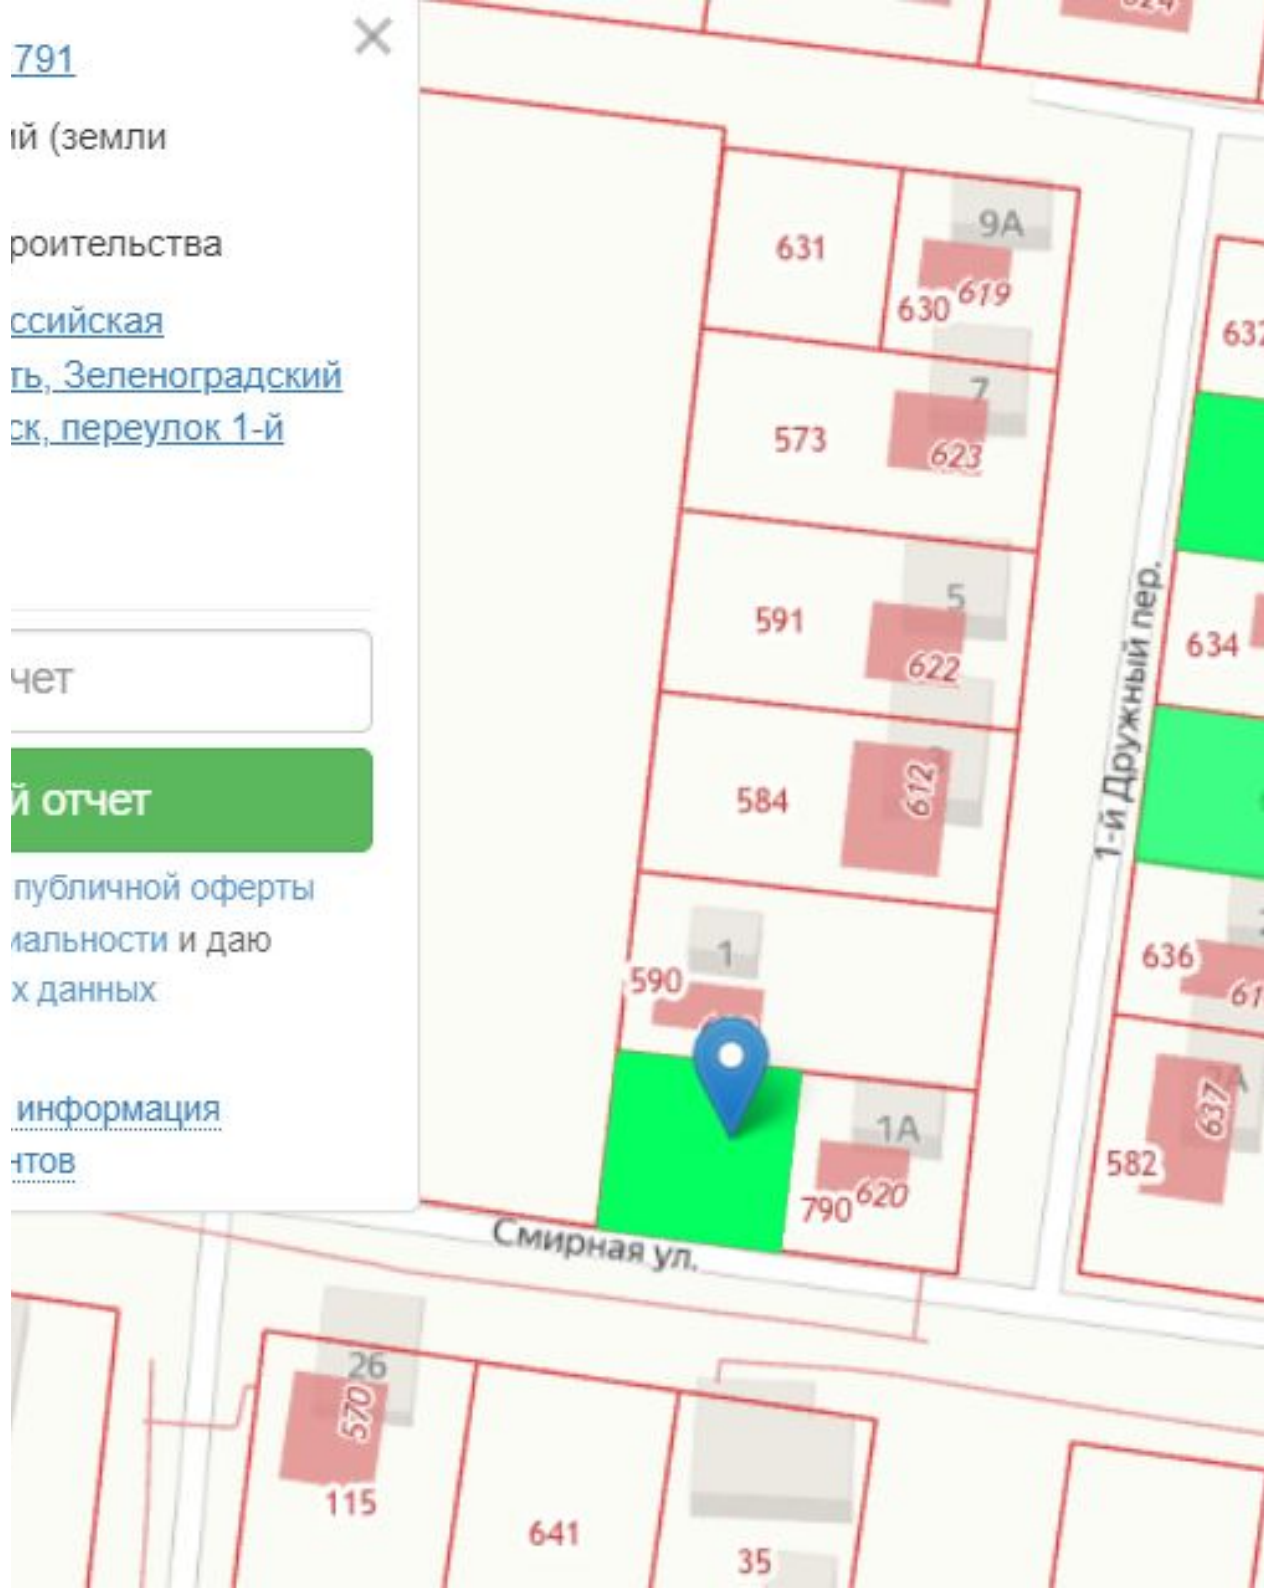 791
ий (земли
роительства
ссийская
ть, Зеленоградский
ск, переулок 1-й
чет
й отчет
публичной оферты
иальности и даю
х данных
информация
нтов
624
9А
631
630 619
632
7
573
623
5
591
622
634
1-й Дружный пер.
584
612
1
590
636
61
1А
790 620
637
582
Смирная ул.
26
570
115
641
35